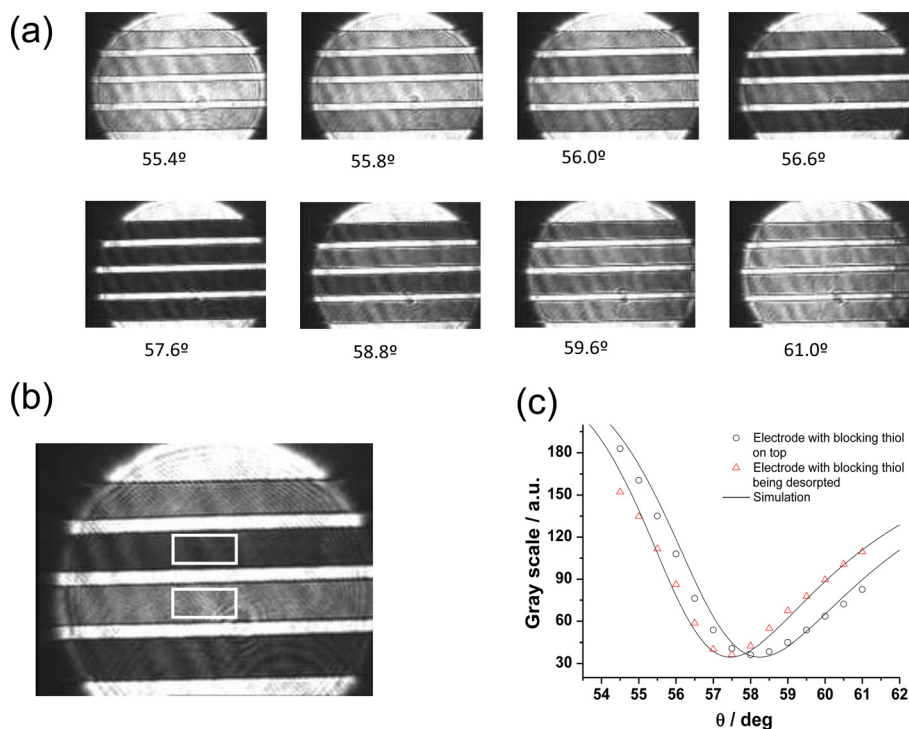 (a)
55.4º
55.8º
56.0º
56.6º
57.6º
58.8º
59.6º
61.0º
(b)
(c)
Gray scale / a.u.
180
150
120
90
60
30
Electrode with blocking thiol
on top
Electrode with blocking thiol
being desorpted
Simulation
54 55 56 57 58 59 60 61 62
θ / deg